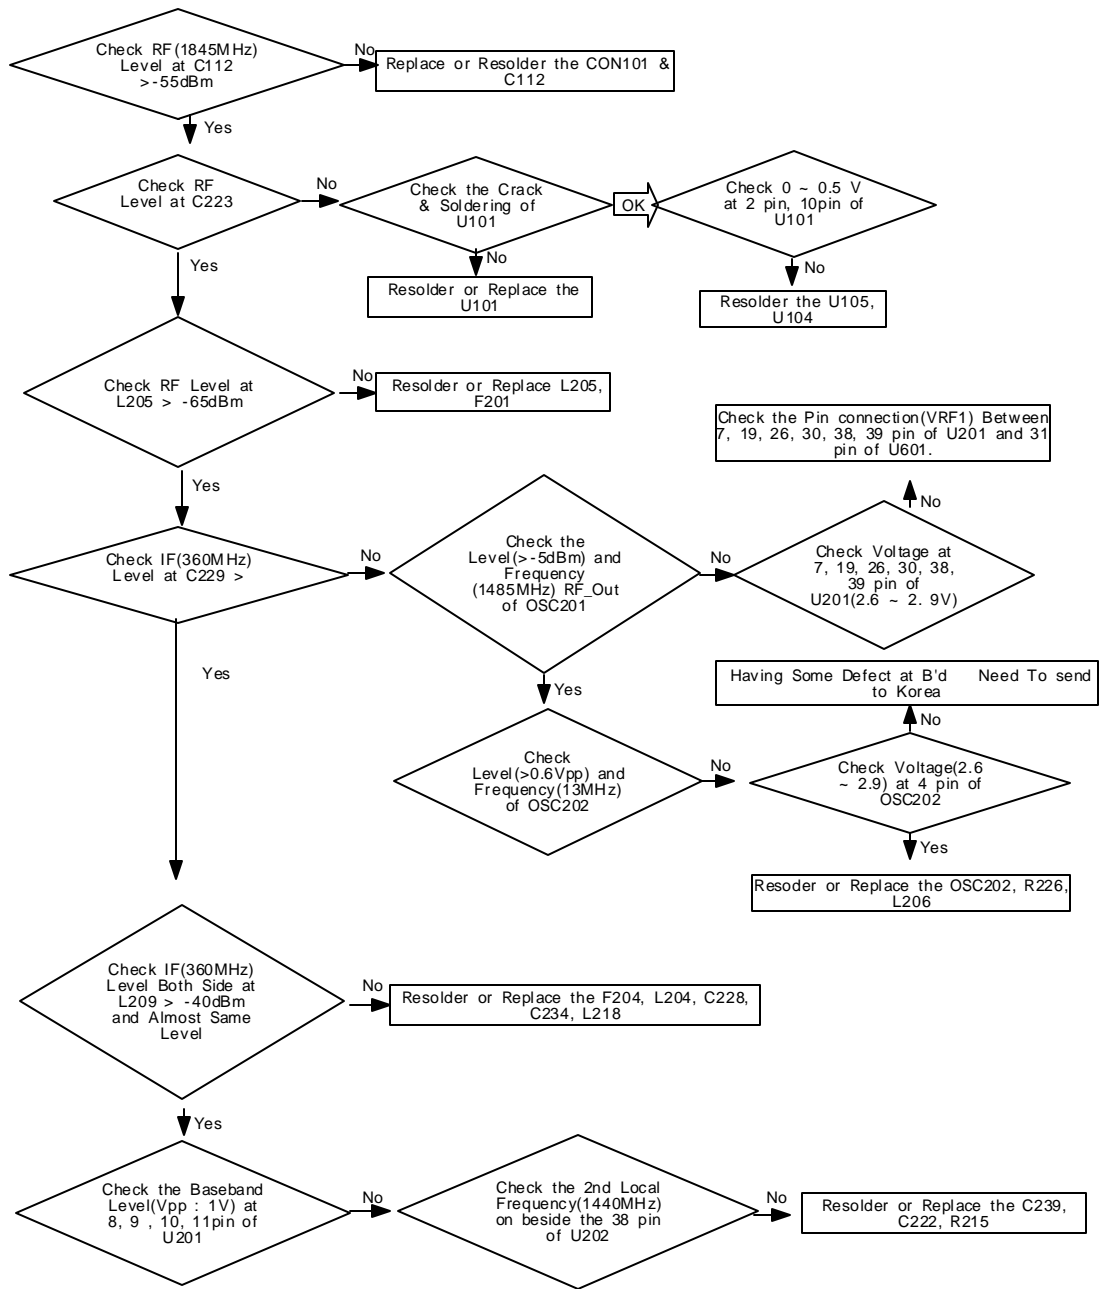 Check RF(1845MHz)
Level at C112
>-55dBm
No
Replace or Resolder the CON101 &
C112
Yes
Check RF
Level at C223
No
Check the Crack
& Soldering of
U101
OK
Check 0 ~ 0.5 V
at 2 pin, 10pin of
U101
No
Resolder or Replace the
U101
No
Resolder the U105,
U104
Yes
Check RF Level at
L205 > -65dBm
No
Resolder or Replace L205,
F201
Yes
Check IF(360MHz)
Level at C229 >
No
Check the
Level(>-5dBm) and
Frequency
(1485MHz) RF_Out
of OSC201
No
Check Voltage at
7, 19, 26, 30, 38,
39 pin of
U201(2.6 ~ 2. 9V)
No
Check the Pin connection(VRF1) Between
7, 19, 26, 30, 38, 39 pin of U201 and 31
pin of U601.
Yes
Check
Level(>0.6Vpp) and
Frequency(13MHz)
of OSC202
No
Check Voltage(2.6
~ 2.9) at 4 pin of
OSC202
No
Having Some Defect at B'd Need To send
to Korea
Yes
Resoder or Replace the OSC202, R226,
L206
Yes
Check IF(360MHz)
Level Both Side at
L209 > -40dBm
and Almost Same
Level
No
Resolder or Replace the F204, L204, C228,
C234, L218
Yes
Check the Baseband
Level(Vpp : 1V) at
8, 9 , 10, 11pin of
U201
No
Check the 2nd Local
Frequency(1440MHz)
on beside the 38 pin
of U202
No
Resolder or Replace the C239,
C222, R215